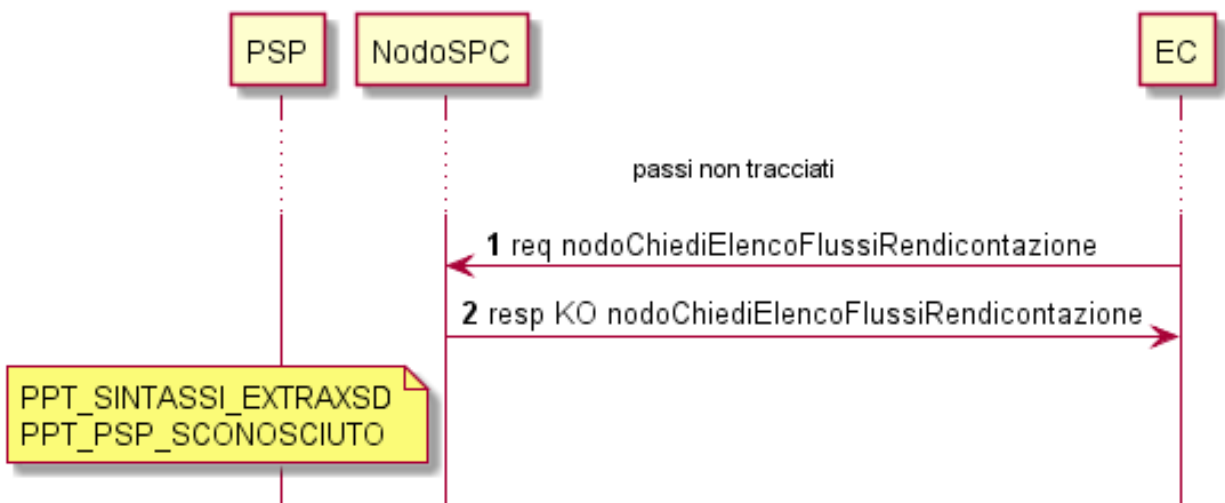 PSP
NodoSPC
EC
passi non tracciati
1 req nodoChiediElencoFlussiRendicontazione
2 resp KO nodoChiediElencoFlussiRendicontazione
PPT_SINTASSI_EXTRAXSD
PPT_PSP_SCONOSCIUTO